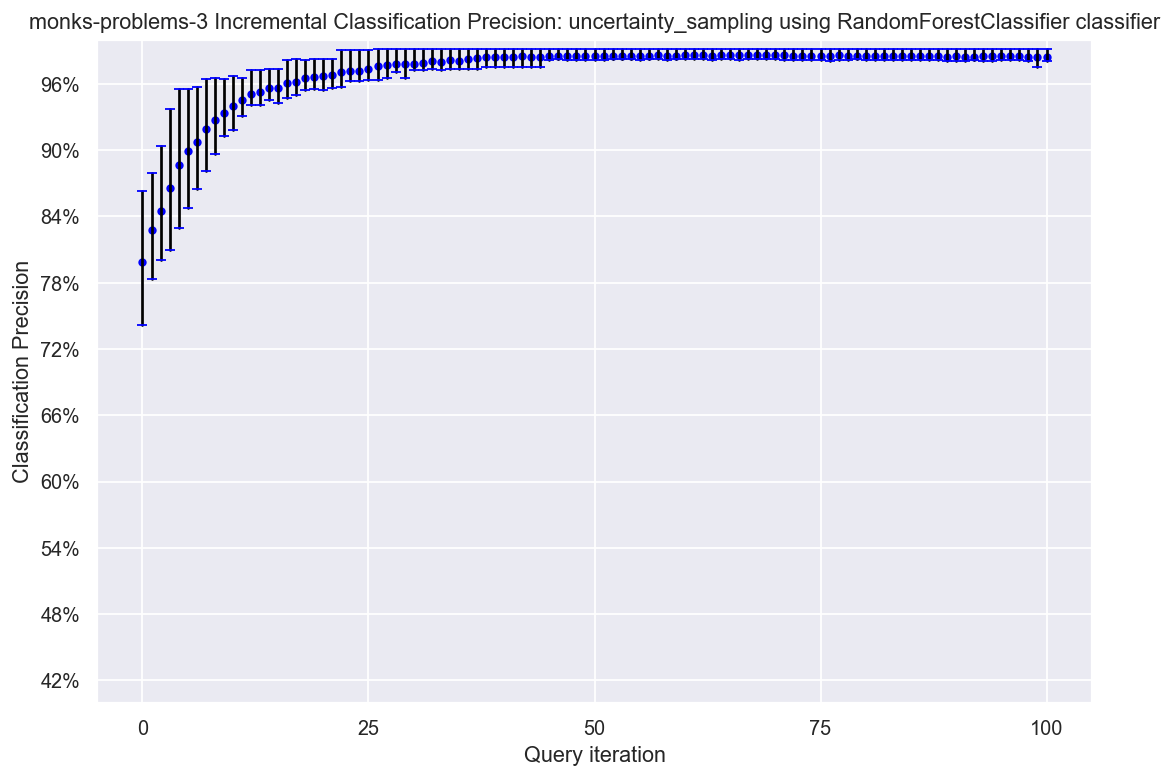 monks-problems-3 Incremental Classification Precision: uncertainty_sampling using RandomForestClassifier classifier
96%
90%
84%
78%
72%
66%
60%
54%
48%
42%
Classification Precision
0 25 50 75 100
Query iteration